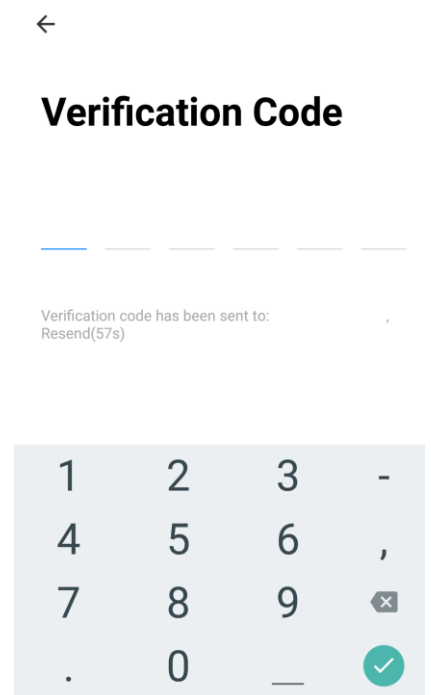 Verification Code
Verification code has been sent to: ,
Resend(57s)
1 2 3 -
4 5 6 ,
7 8 9
. 0 _